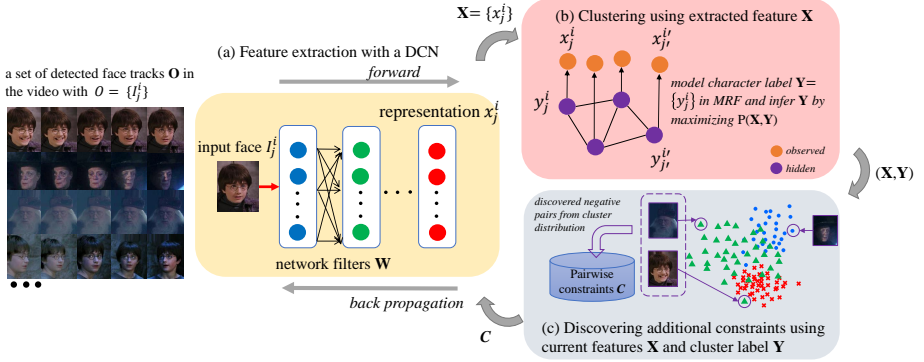 a set of detected face tracks O in
the video with O = {I_j^i}
(a) Feature extraction with a DCN
forward
representation x_j^i
input face I_j^i
network filters W
back propagation
X= {x_j^i}
(b) Clustering using extracted feature X
x_j^i
x_{j'}^{i'}
y_j^i
y_{j'}^{i'}
model character label Y=
{y_j^i} in MRF and infer Y by
maximizing P(X,Y)
observed
hidden
(X,Y)
discovered negative
pairs from cluster
distribution
Pairwise
constraints C
(c) Discovering additional constraints using
current features X and cluster label Y
C